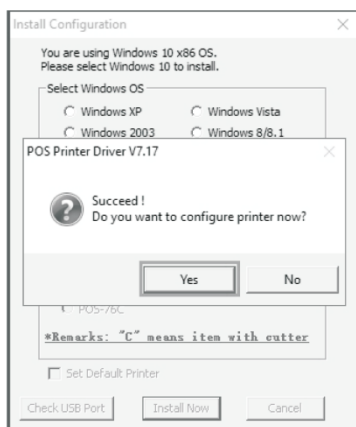 Install Configuration
You are using Windows 10 x86 OS.
Please select Windows 10 to install.
Select Windows OS
Windows XP
Windows Vista
Windows 2003
Windows 8/8.1
POS Printer Driver V7.17
Succeed !
Do you want to configure printer now?
Yes
No
POS-76C
*Remarks: "C" means item with cutter
Set Default Printer
Check USB Port
Install Now
Cancel